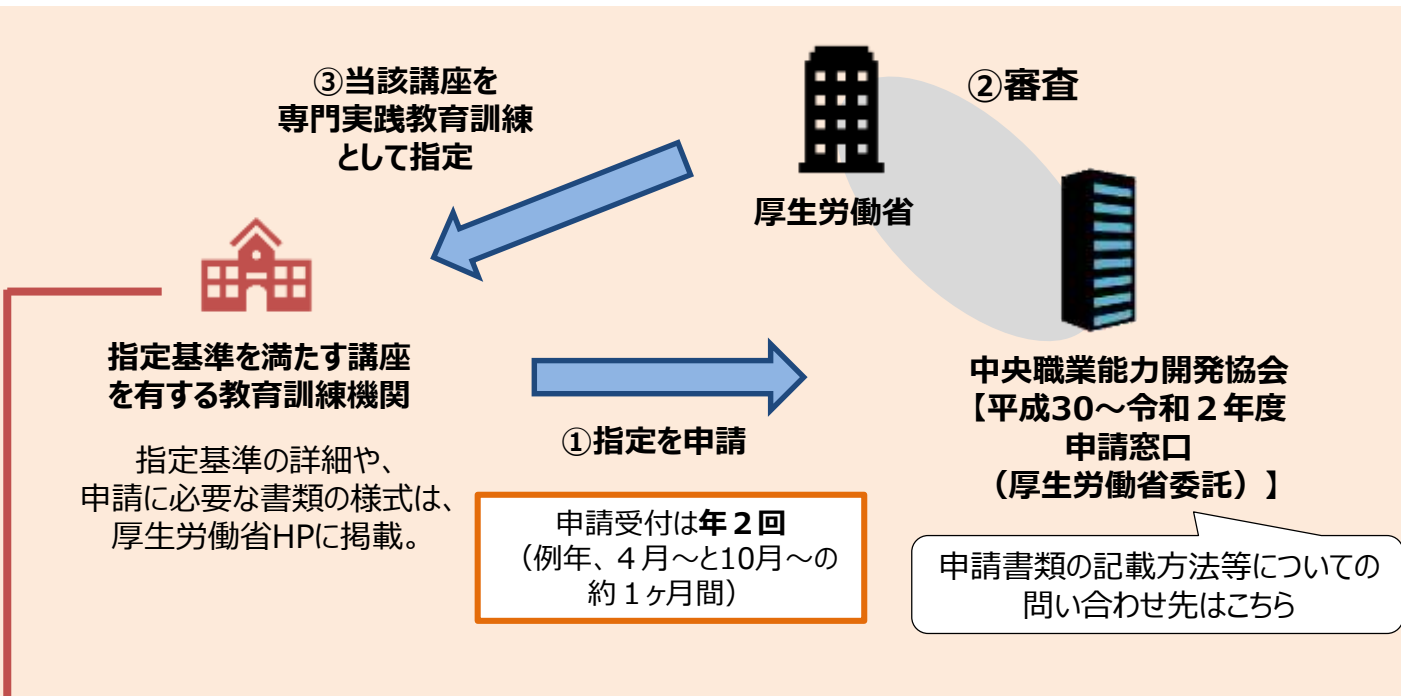 ③当該講座を
専門実践教育訓練
として指定
②審査
厚生労働省
指定基準を満たす講座
を有する教育訓練機関
指定基準の詳細や、
申請に必要な書類の様式は、
厚生労働省HPに掲載。
①指定を申請
申請受付は年２回
（例年、４月～と10月～の
約１ヶ月間）
中央職業能力開発協会
【平成30～令和２年度
申請窓口
（厚生労働省委託）】
申請書類の記載方法等についての
問い合わせ先はこちら